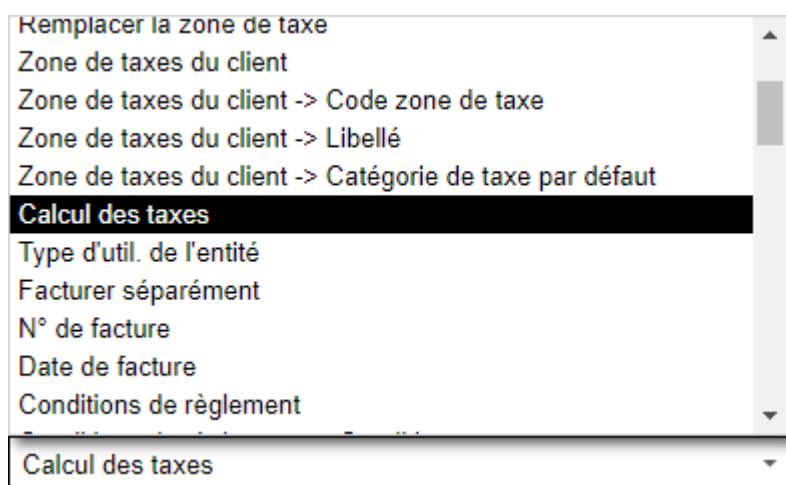 Remplacer la zone de taxe
Zone de taxes du client
Zone de taxes du client -> Code zone de taxe
Zone de taxes du client -> Libellé
Zone de taxes du client -> Catégorie de taxe par défaut
Calcul des taxes
Type d'util. de l'entité
Facturer séparément
N° de facture
Date de facture
Conditions de règlement
Calcul des taxes